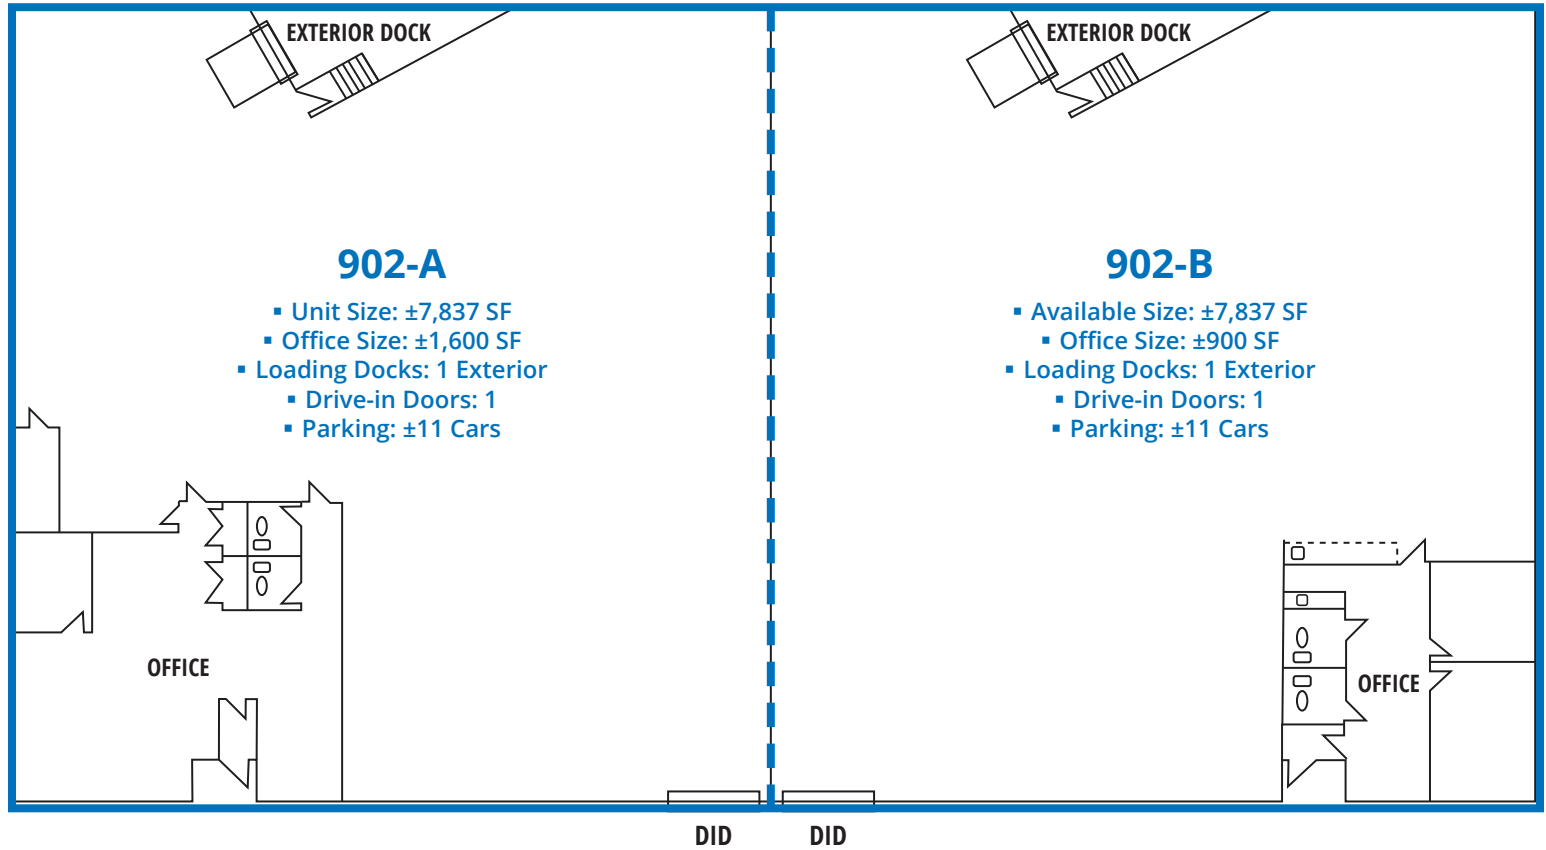 EXTERIOR DOCK
EXTERIOR DOCK
902-A
▪ Unit Size: ±7,837 SF
▪ Office Size: ±1,600 SF
▪ Loading Docks: 1 Exterior
▪ Drive-in Doors: 1
▪ Parking: ±11 Cars
902-B
▪ Available Size: ±7,837 SF
▪ Office Size: ±900 SF
▪ Loading Docks: 1 Exterior
▪ Drive-in Doors: 1
▪ Parking: ±11 Cars
OFFICE
OFFICE
DID
DID